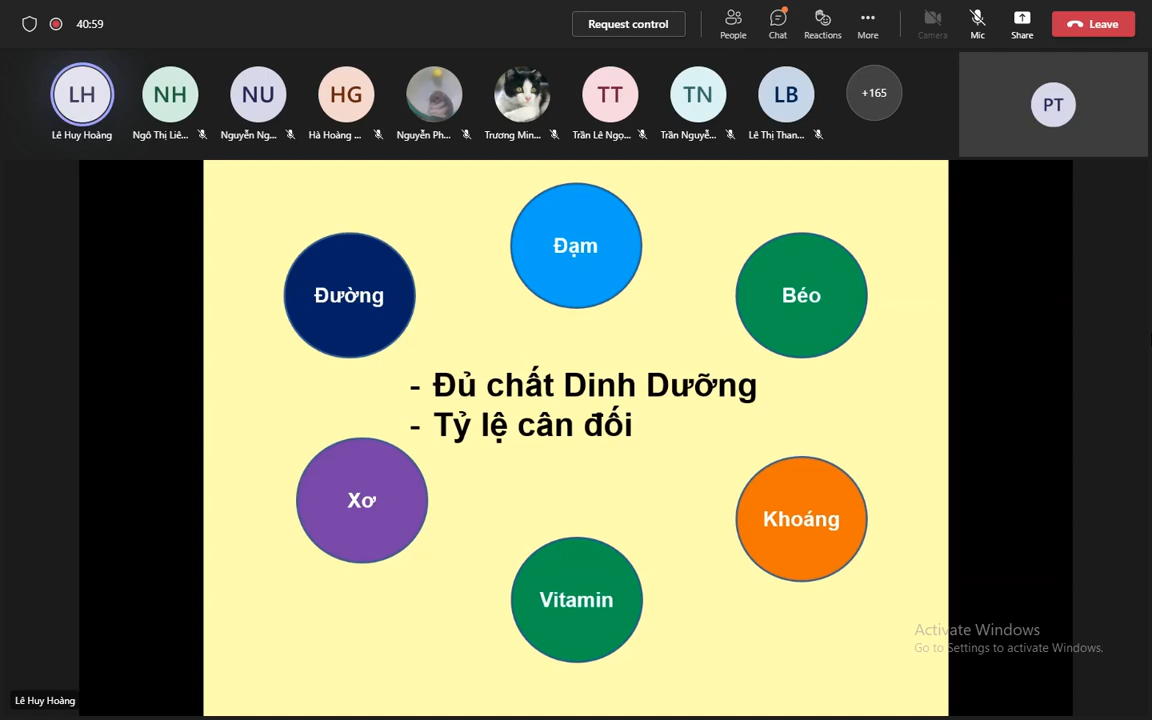 40:59
Request control
People
Chat
Reactions
More
Camera
Mic
Share
Leave
LH
NH
NU
HG
TT
TN
LB
+165
PT
Lê Huy Hoàng
Ngô Thị Liê...
Nguyễn Ng...
Hà Hoàng ...
Nguyễn Ph...
Trương Min...
Trần Lê Ngọ...
Trần Nguyễ...
Lê Thị Than...
Đạm
Đường
Béo
- Đủ chất Dinh Dưỡng
- Tỷ lệ cân đối
Xơ
Khoáng
Vitamin
Activate Windows
Go to Settings to activate Windows.
Lê Huy Hoàng